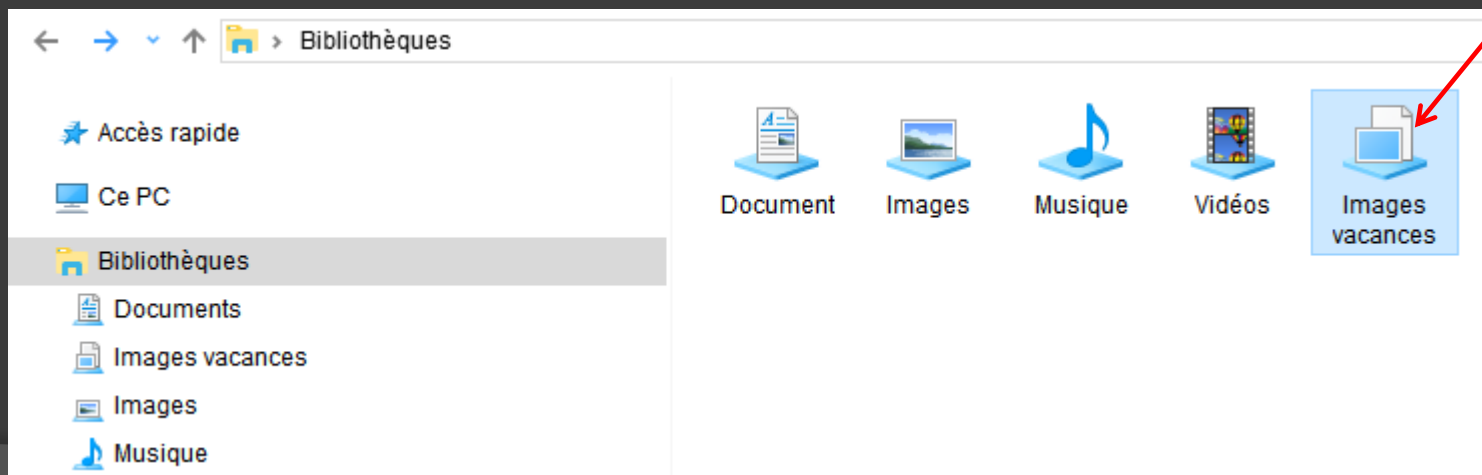 > Bibliothèques
Accès rapide
Ce PC
Bibliothèques
Documents
Images vacances
Images
Musique
Document
Images
Musique
Vidéos
Images
vacances